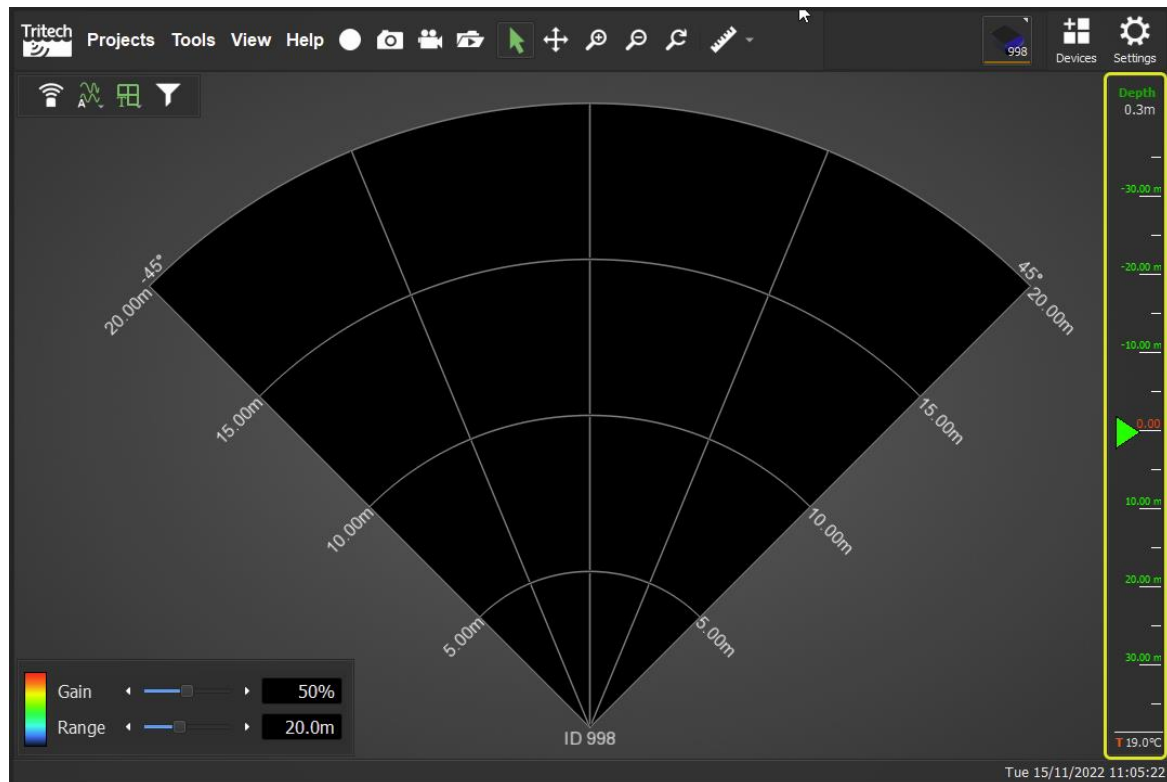 Tritech
Projects Tools View Help
998
Devices Settings
A
T
Depth
0.3m
-30.00 m
-20.00 m
-10.00 m
0.00
10.00 m
20.00 m
30.00 m
T 19.0°C
-45°
45°
20.00m
20.00m
15.00m
15.00m
10.00m
10.00m
5.00m
5.00m
ID 998
Gain 50%
Range 20.0m
Tue 15/11/2022 11:05:22